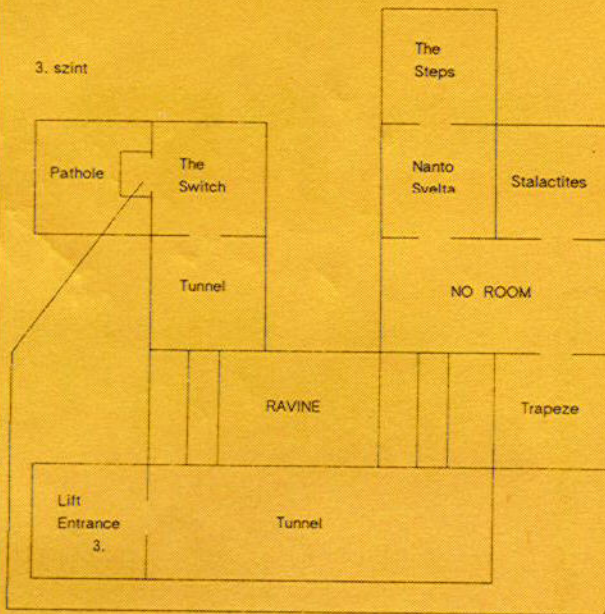 3. szint
The
Steps
Pathole
The
Switch
Nanto
Svelta
Stalactites
Tunnel
NO ROOM
RAVINE
Trapeze
Lift
Entrance
3.
Tunnel